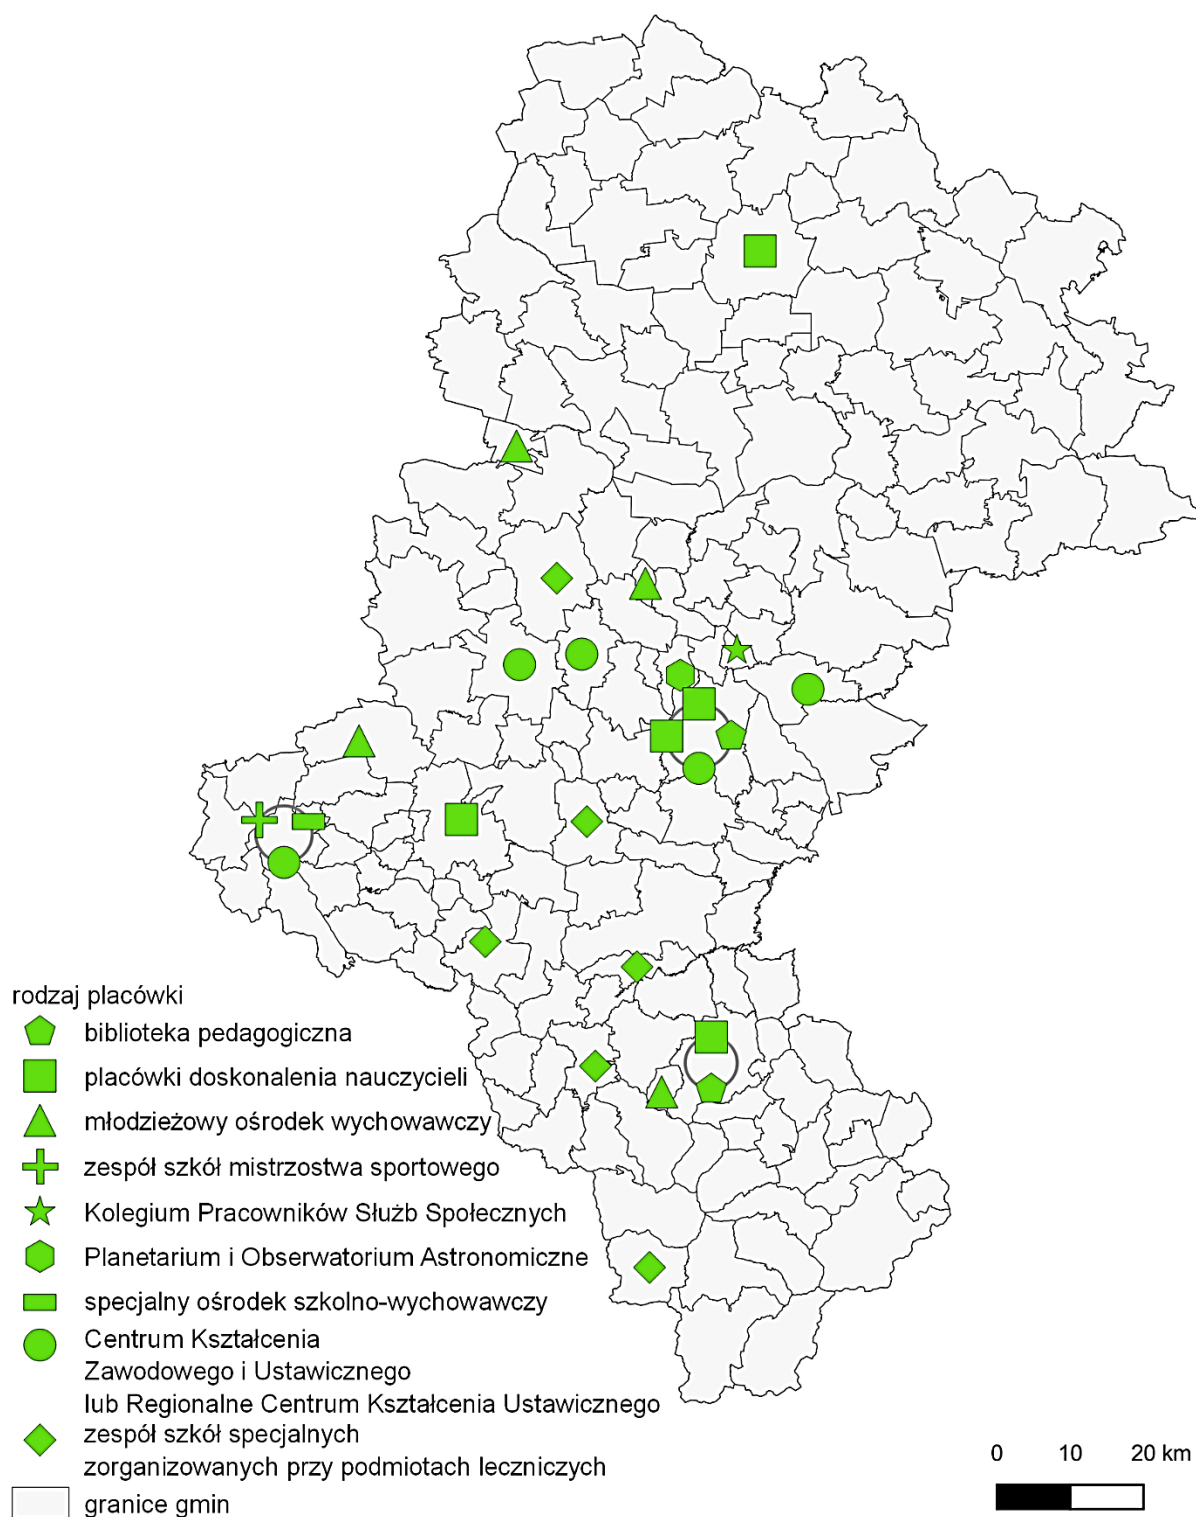 rodzaj placówki
biblioteka pedagogiczna
placówki doskonalenia nauczycieli
młodzieżowy ośrodek wychowawczy
zespół szkół mistrzostwa sportowego
Kolegium Pracowników Służb Społecznych
Planetarium i Obserwatorium Astronomiczne
specjalny ośrodek szkolno-wychowawczy
Centrum Kształcenia
Zawodowego i Ustawicznego
lub Regionalne Centrum Kształcenia Ustawicznego
zespół szkół specjalnych
zorganizowanych przy podmiotach leczniczych
granice gmin
0 10 20 km